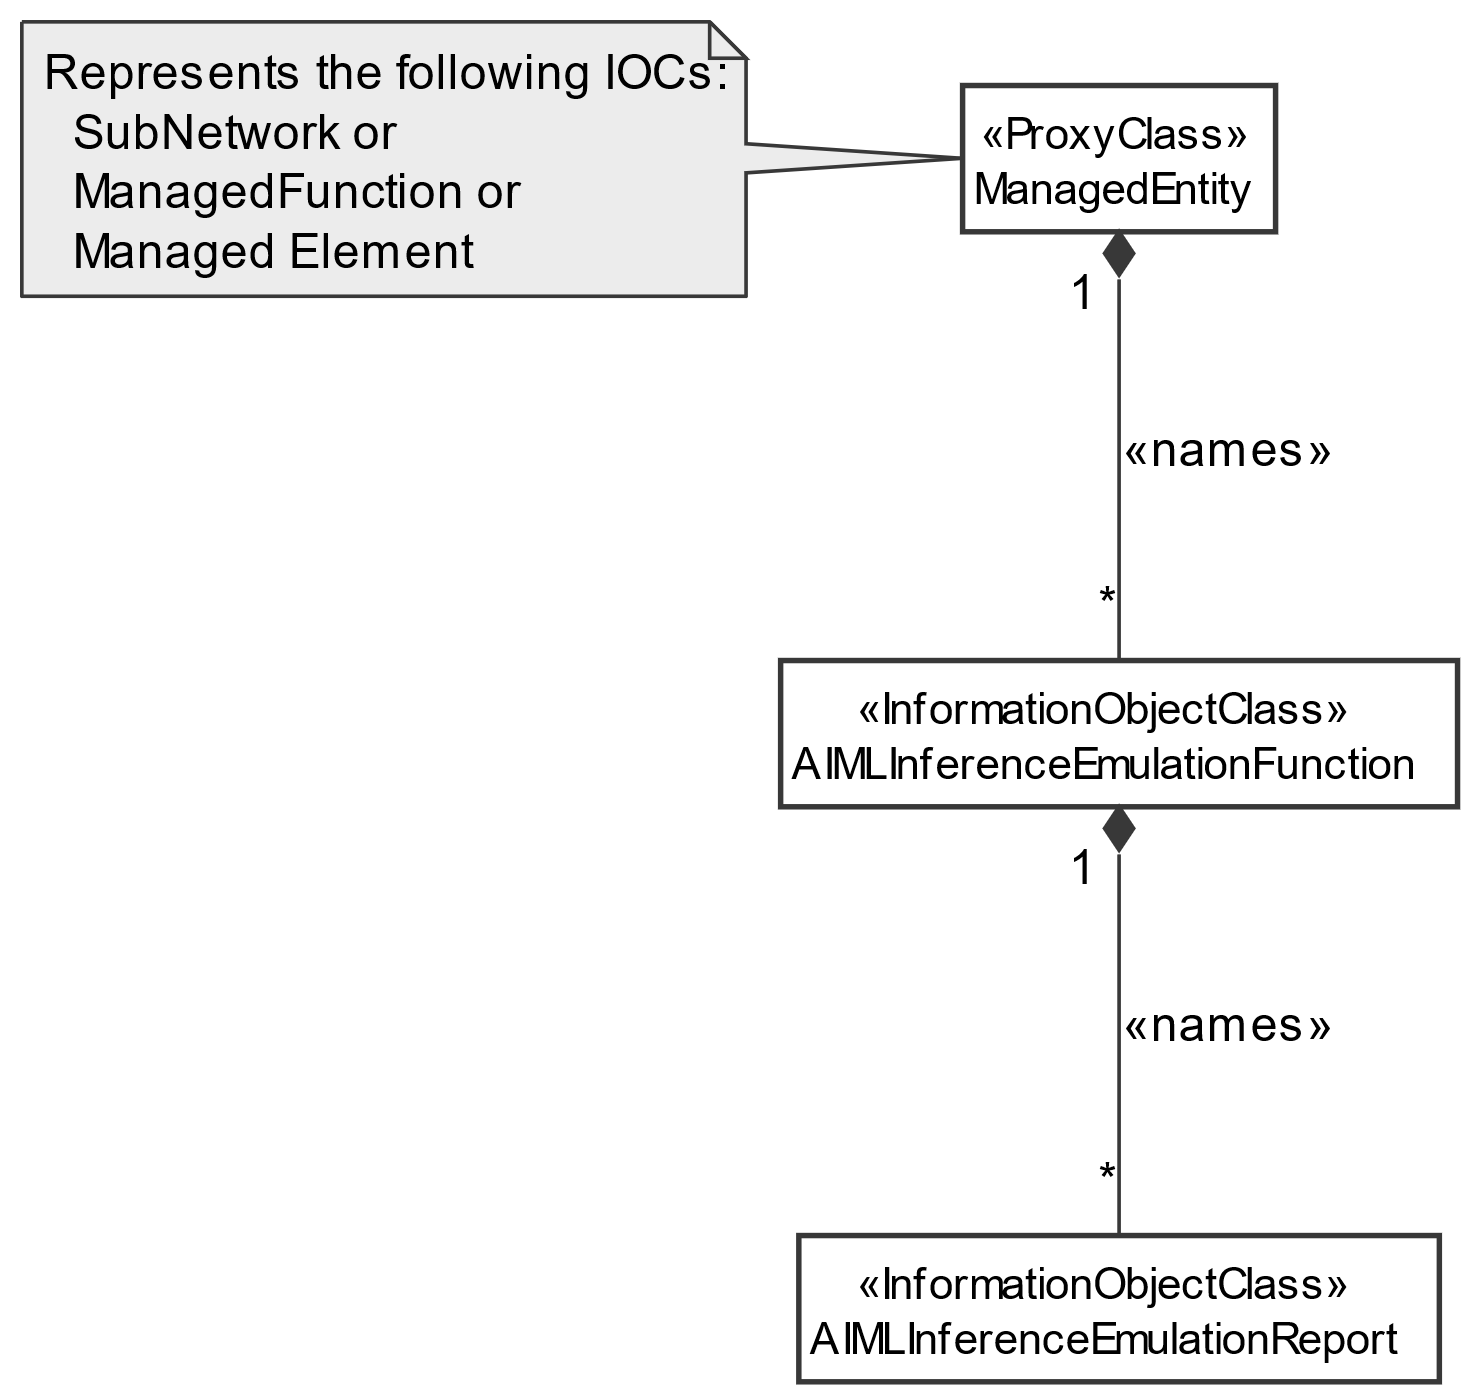 Represents the following IOCs:
SubNetwork or
ManagedFunction or
Managed Element
«ProxyClass»
ManagedEntity
1
«names»
*
«InformationObjectClass»
AIMLInferenceEmulationFunction
1
«names»
*
«InformationObjectClass»
AIMLInferenceEmulationReport